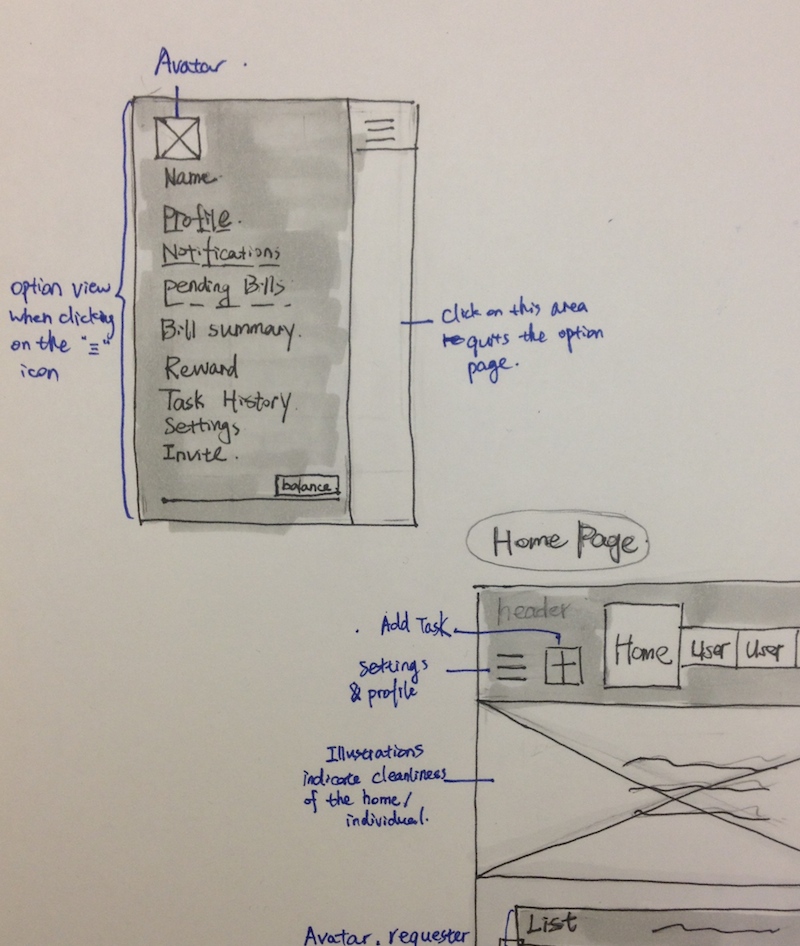 Avatar.
Name.
Profile.
Notifications
Pending Bills
Bill summary.
Reward
Task History.
Settings
Invite.
balance.
option view
when clicking
on the "Ξ"
icon
Click on this area
quits the option
page.
Home Page.
header
Add Task
Home
User
User
settings
& profile
Illustrations
indicate cleanliness
of the home/
individual.
List
Avatar, requester